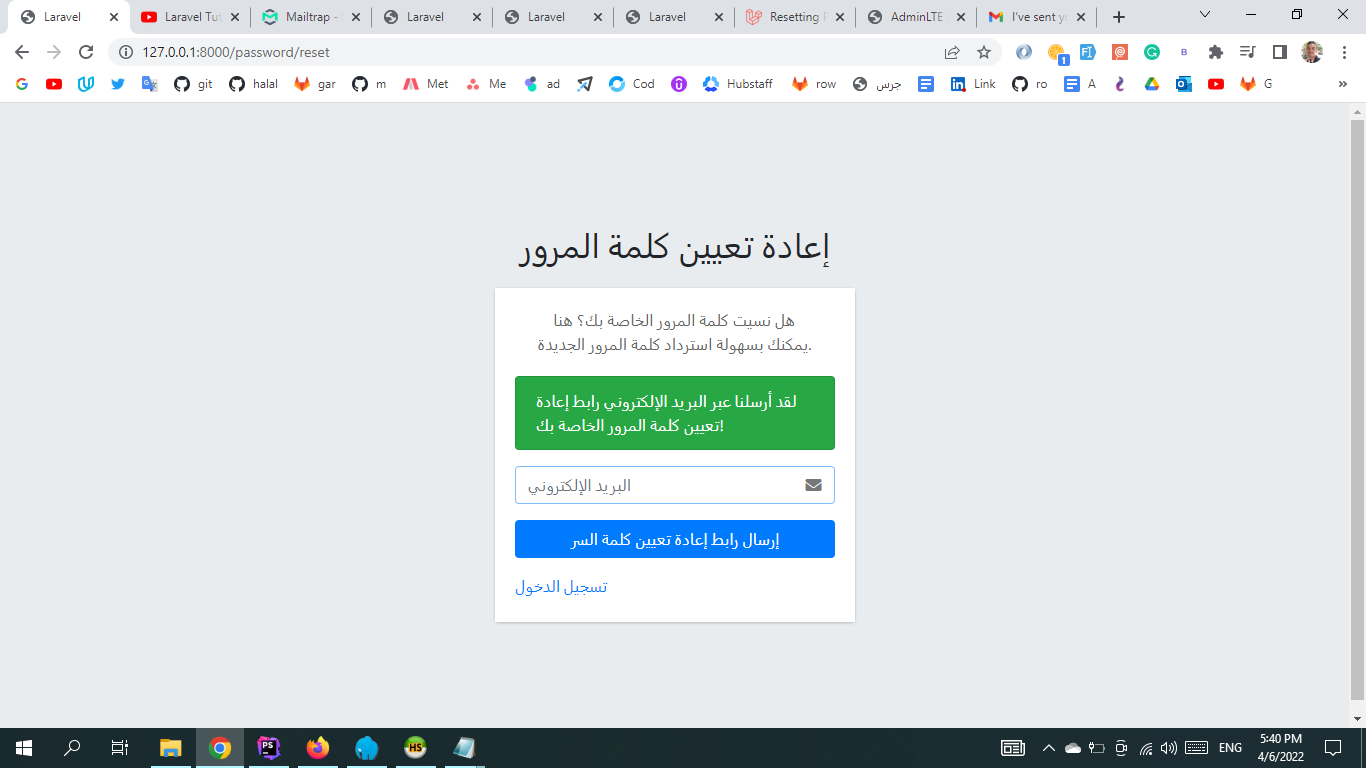 Laravel
Laravel Tut
Mailtrap -
Laravel
Laravel
Laravel
Resetting
AdminLTE
I've sent yo
127.0.0.1:8000/password/reset
1
git
halal
gar
m
Met
Me
ad
Cod
Hubstaff
row
جرس
Link
ro
A
G
إعادة تعيين كلمة المرور
هل نسيت كلمة المرور الخاصة بك؟ هنا
يمكنك بسهولة استرداد كلمة المرور الجديدة.
لقد أرسلنا عبر البريد الإلكتروني رابط إعادة
تعيين كلمة المرور الخاصة بك!
البريد الإلكتروني
إرسال رابط إعادة تعيين كلمة السر
تسجيل الدخول
PS
HS
ENG
5:40 PM
4/6/2022